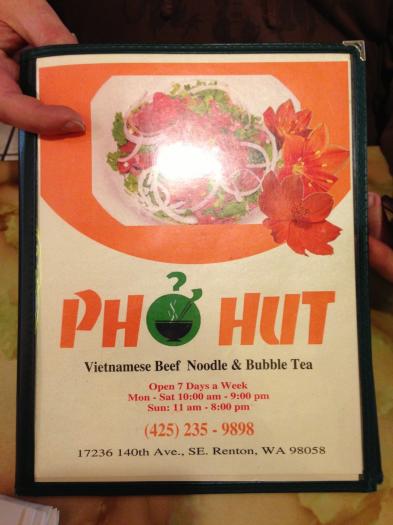 PHỞ HUT
Vietnamese Beef Noodle & Bubble Tea
Open 7 Days a Week
Mon - Sat 10:00 am - 9:00 pm
Sun: 11 am - 8:00 pm
(425) 235 - 9898
17236 140th Ave., SE. Renton, WA 98058